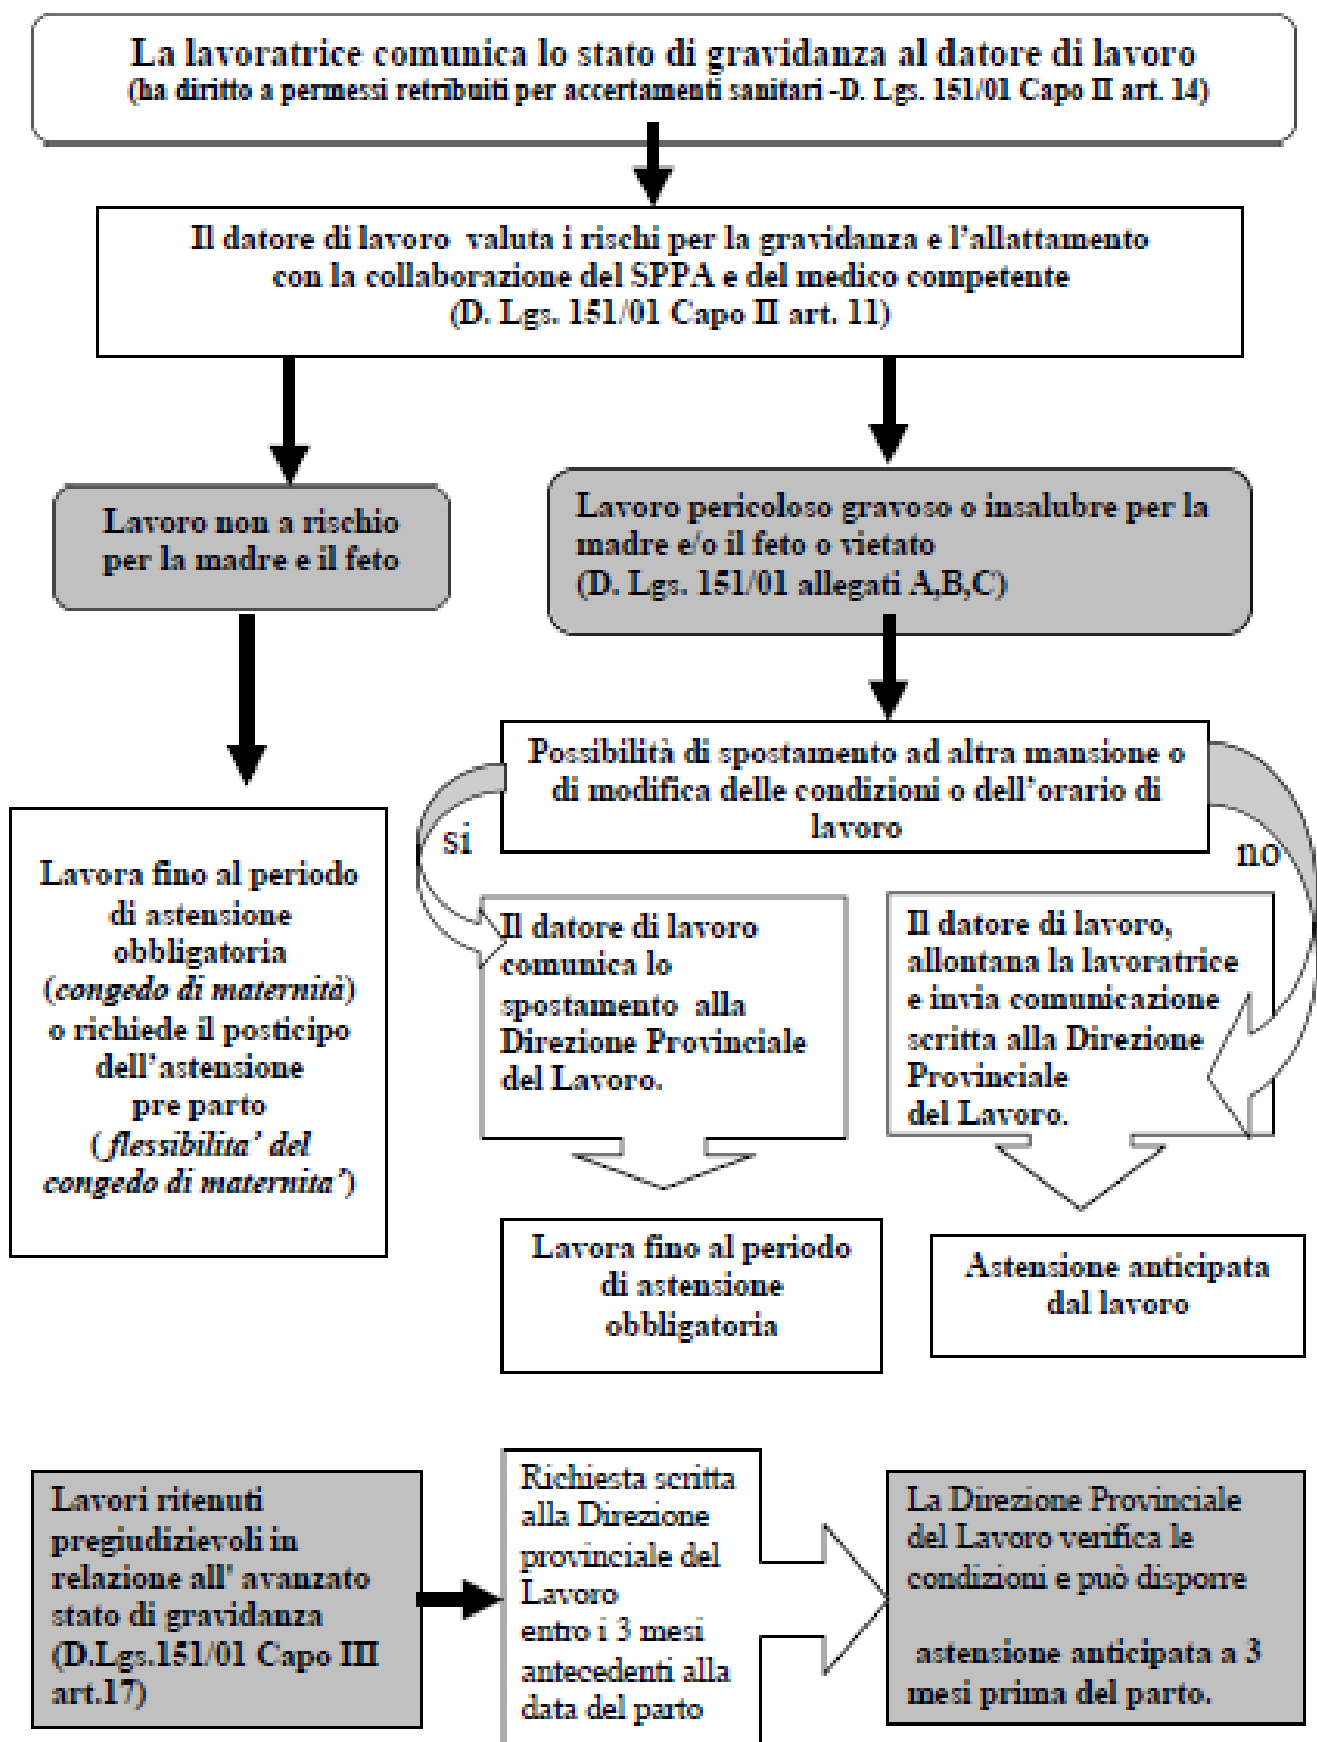 La lavoratrice comunica lo stato di gravidanza al datore di lavoro
(ha diritto a permessi retribuiti per accertamenti sanitari -D. Lgs. 151/01 Capo II art. 14)
Il datore di lavoro valuta i rischi per la gravidanza e l'allattamento
con la collaborazione del SPPA e del medico competente
(D. Lgs. 151/01 Capo II art. 11)
Lavoro non a rischio
per la madre e il feto
Lavoro pericoloso gravoso o insalubre per la
madre e/o il feto o vietato
(D. Lgs. 151/01 allegati A,B,C)
Possibilità di spostamento ad altra mansione o
di modifica delle condizioni o dell'orario di
lavoro
si
no
Lavora fino al periodo
di astensione
obbligatoria
(congedo di maternità)
o richiede il posticipo
dell'astensione
pre parto
( flessibilita' del
congedo di maternita')
Il datore di lavoro
comunica lo
spostamento alla
Direzione Provinciale
del Lavoro.
Il datore di lavoro,
allontana la lavoratrice
e invia comunicazione
scritta alla Direzione
Provinciale
del Lavoro.
Lavora fino al periodo
di astensione
obbligatoria
Astensione anticipata
dal lavoro
Lavori ritenuti
pregiudizievoli in
relazione all' avanzato
stato di gravidanza
(D.Lgs.151/01 Capo III
art.17)
Richiesta scritta
alla Direzione
provinciale del
Lavoro
entro i 3 mesi
antecedenti alla
data del parto
La Direzione Provinciale
del Lavoro verifica le
condizioni e può disporre
astensione anticipata a 3
mesi prima del parto.